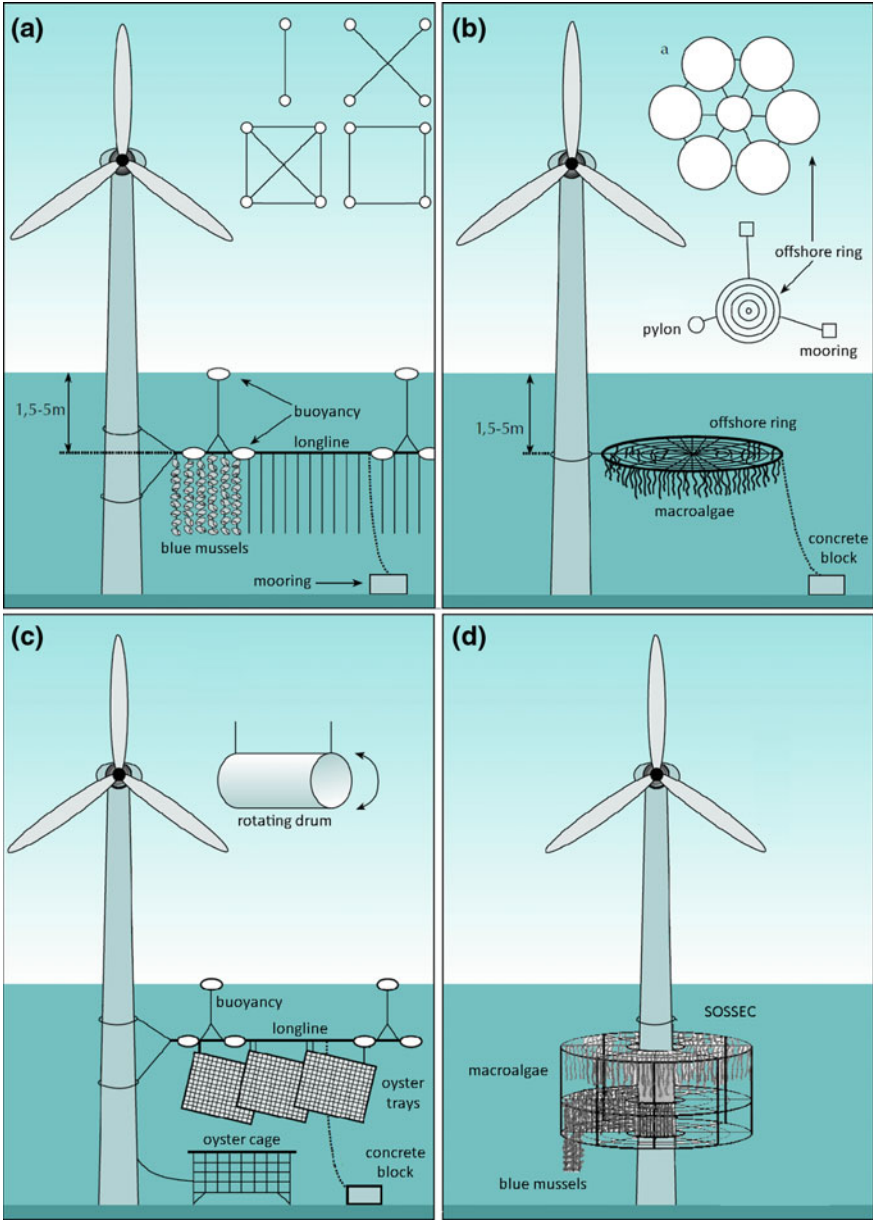 (a)
1,5-5m
buoyancy
longline
blue mussels
mooring
(b)
a
offshore ring
pylon
mooring
1,5-5m
offshore ring
macroalgae
concrete
block
(c)
rotating drum
buoyancy
longline
oyster
trays
oyster cage
concrete
block
(d)
SOSSEC
macroalgae
blue mussels